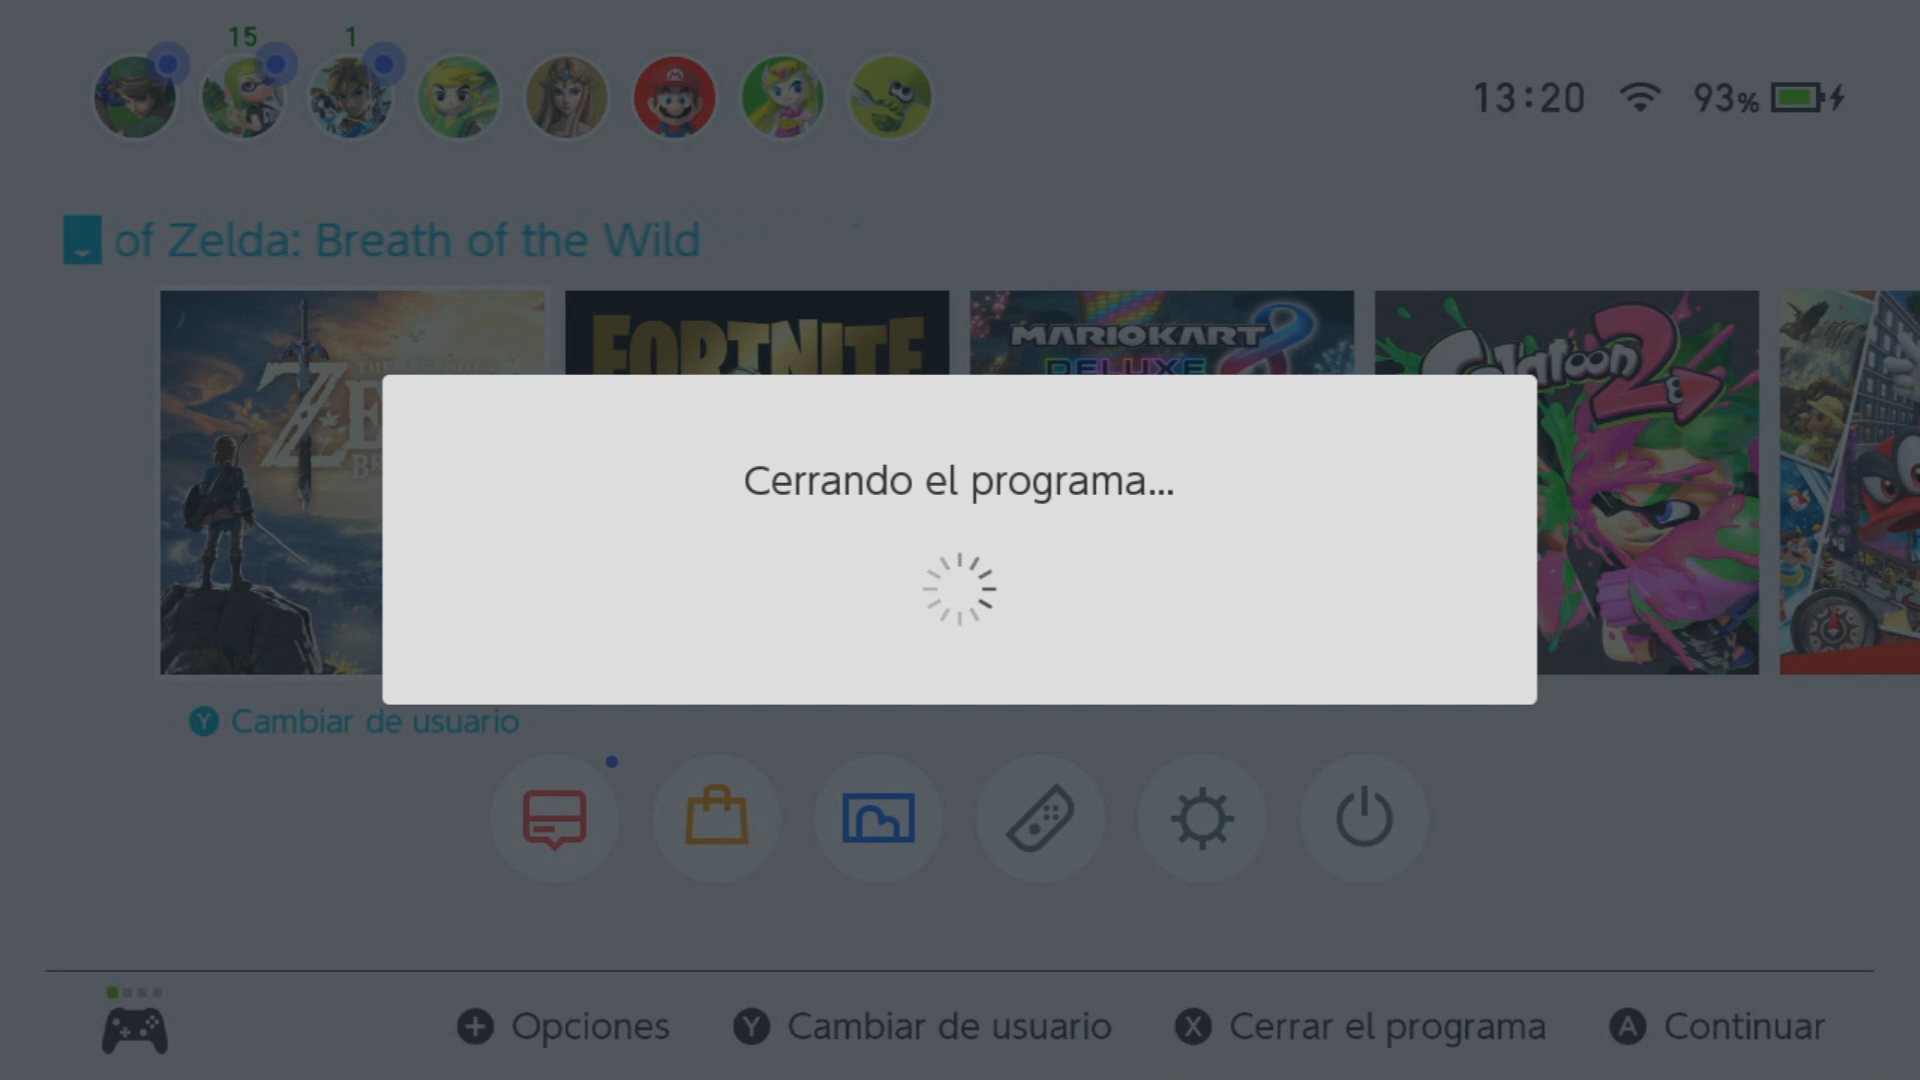 15
1
13:20
93%
of Zelda: Breath of the Wild
FORTNITE
MARIOKART 8
DELUXE
Splatoon 2
Cerrando el programa...
Y Cambiar de usuario
+ Opciones
Y Cambiar de usuario
X Cerrar el programa
A Continuar